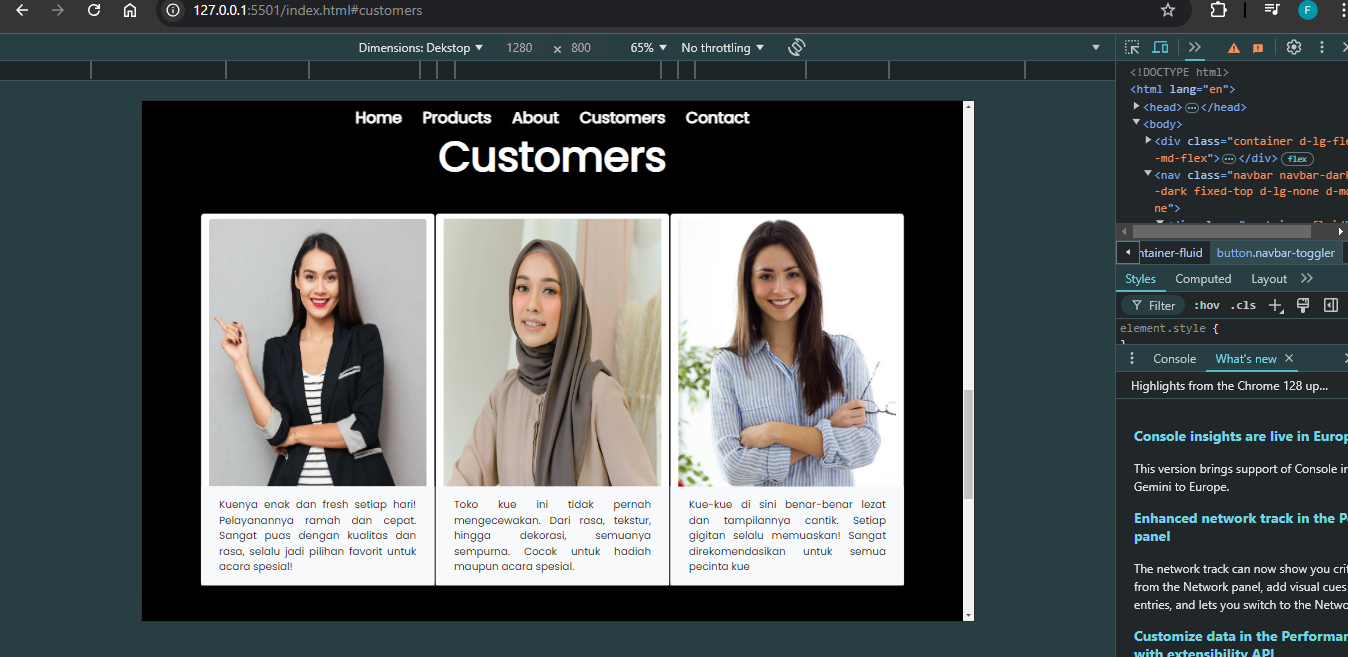 127.0.0.1:5501/index.html#customers
F
Dimensions: Dekstop 1280 x 800 65% No throttling
<!DOCTYPE html>
<html lang="en">
<head> </head>
<body>
<div class="container d-lg-fle
-md-flex"> </div> flex
<nav class="navbar navbar-dark
-dark fixed-top d-lg-none d-mo
ne">
ntainer-fluid button.navbar-toggler
Styles Computed Layout
Filter :hov .cls
element.style {
Console What's new
Highlights from the Chrome 128 up...
Console insights are live in Europ
This version brings support of Console in
Gemini to Europe.
Enhanced network track in the P
panel
The network track can now show you crit
from the Network panel, add visual cues
entries, and lets you switch to the Netwo
Customize data in the Performan
with extensibility API
Home Products About Customers Contact
Customers
Kuenya enak dan fresh setiap hari!
Pelayanannya ramah dan cepat.
Sangat puas dengan kualitas dan
rasa, selalu jadi pilihan favorit untuk
acara spesial!
Toko kue ini tidak pernah
mengecewakan. Dari rasa, tekstur,
hingga dekorasi, semuanya
sempurna. Cocok untuk hadiah
maupun acara spesial.
Kue-kue di sini benar-benar lezat
dan tampilannya cantik. Setiap
gigitan selalu memuaskan! Sangat
direkomendasikan untuk semua
pecinta kue